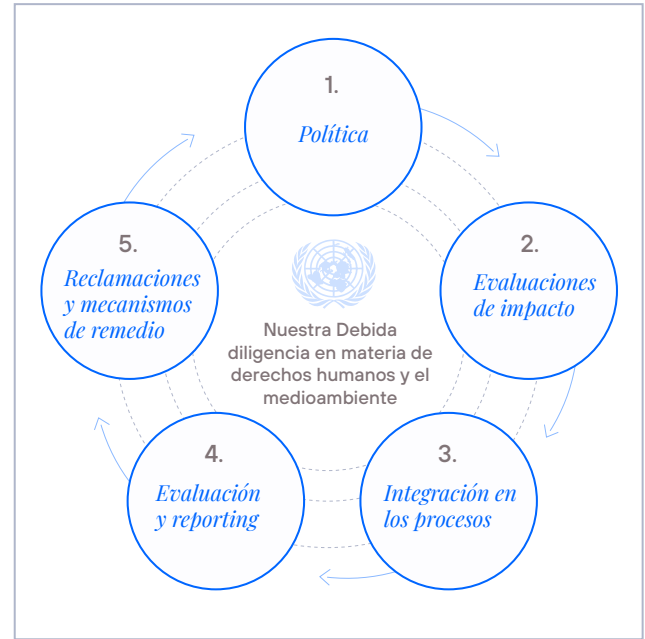 1.
Política
2.
Evaluaciones
de impacto
3.
Integración en
los procesos
4.
Evaluación
y reporting
5.
Reclamaciones
y mecanismos
de remedio
Nuestra Debida
diligencia en materia de
derechos humanos y el
medioambiente